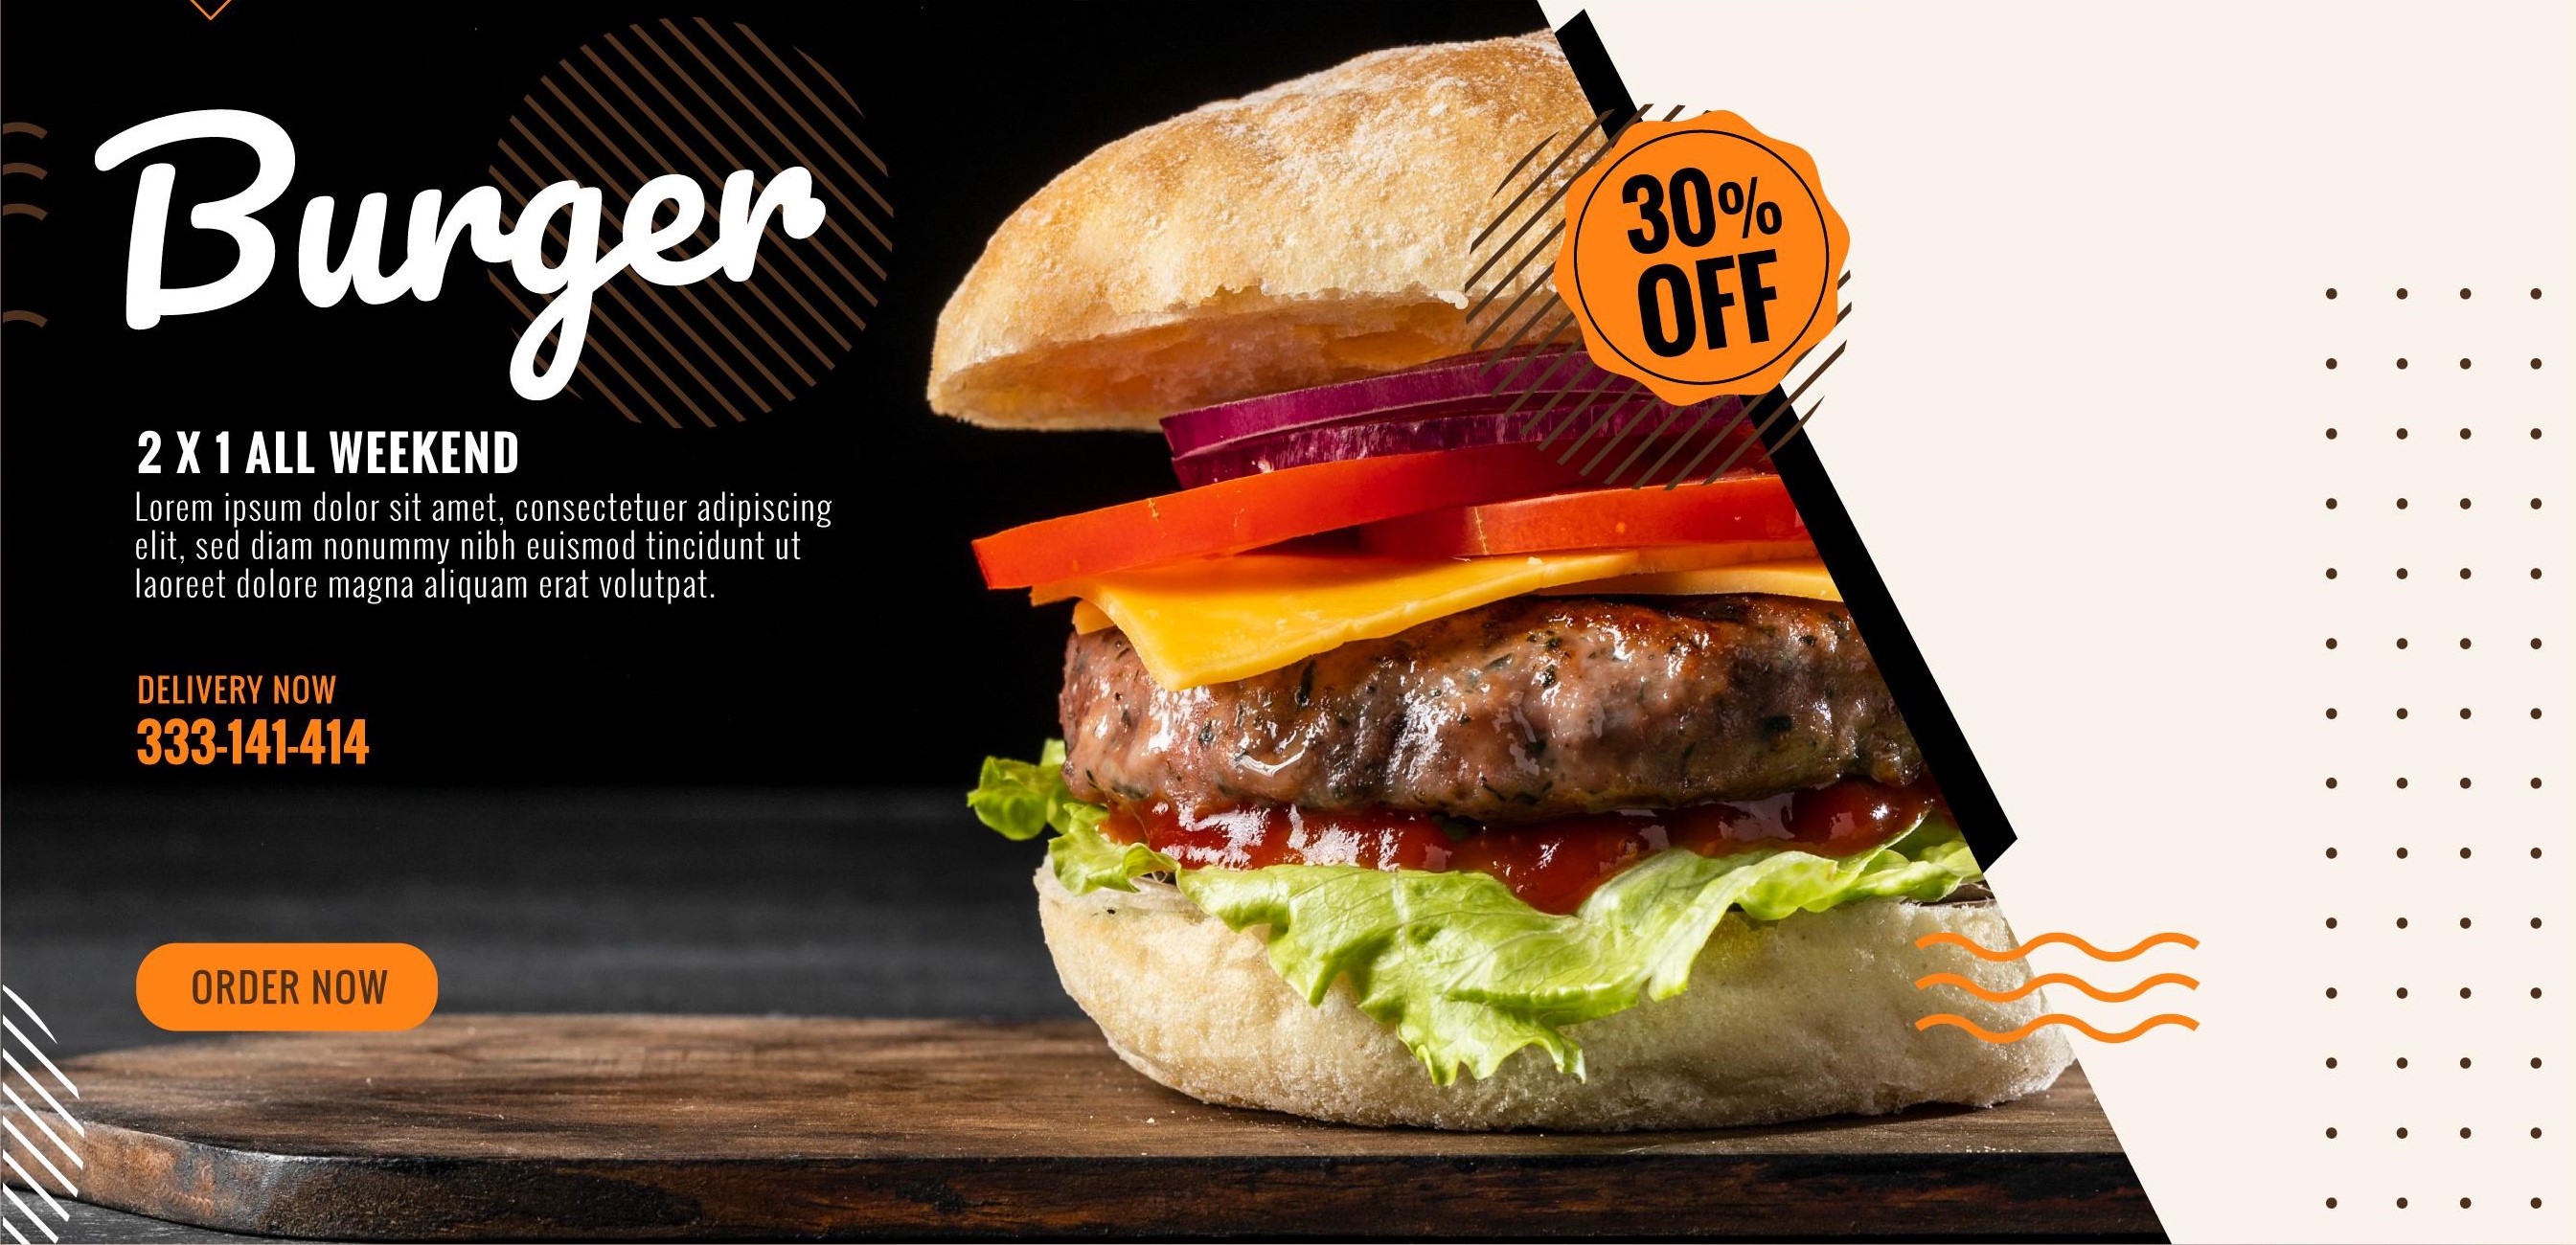 Burger
2 X 1 ALL WEEKEND
Lorem ipsum dolor sit amet, consectetuer adipiscing
elit, sed diam nonummy nibh euismod tincidunt ut
laoreet dolore magna aliquam erat volutpat.
DELIVERY NOW
333-141-414
ORDER NOW
30%
OFF